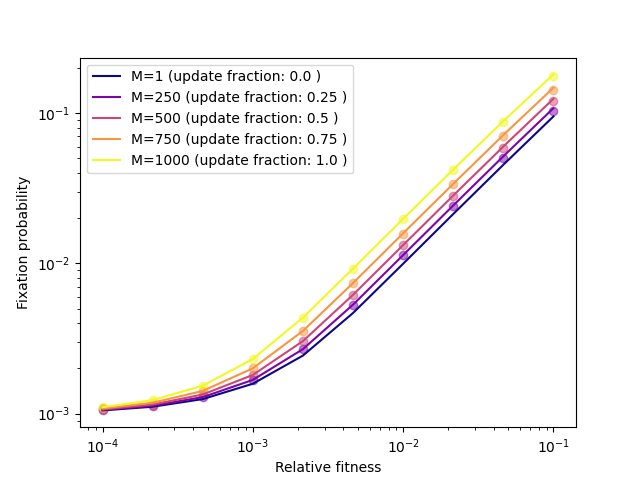 M=1 (update fraction: 0.0 )
M=250 (update fraction: 0.25 )
M=500 (update fraction: 0.5 )
M=750 (update fraction: 0.75 )
M=1000 (update fraction: 1.0 )
Fixation probability
10⁻¹
10⁻²
10⁻³
10⁻⁴ 10⁻³ 10⁻² 10⁻¹
Relative fitness